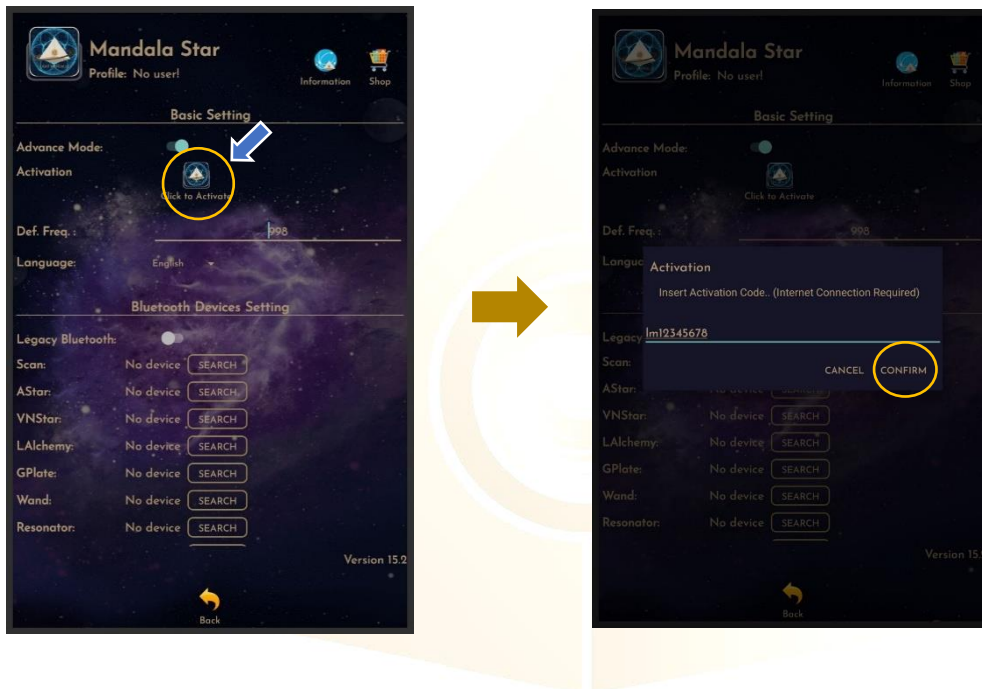 Mandala Star
Profile: No user!
Information
Shop
Basic Setting
Advance Mode:
Activation
Click to Activate
Def. Freq. :
998
Language:
English
Bluetooth Devices Setting
Legacy Bluetooth:
Scan: No device SEARCH
AStar: No device SEARCH
VNStar: No device SEARCH
LAlchemy: No device SEARCH
GPlate: No device SEARCH
Wand: No device SEARCH
Resonator: No device SEARCH
Version 15.2
Back
Mandala Star
Profile: No user!
Information
Shop
Basic Setting
Advance Mode:
Activation
Click to Activate
Def. Freq. :
998
Activation
Insert Activation Code.. (Internet Connection Required)
lm12345678
CANCEL CONFIRM
Legacy
Scan:
AStar:
VNStar: No device SEARCH
LAlchemy: No device SEARCH
GPlate: No device SEARCH
Wand: No device SEARCH
Resonator: No device SEARCH
Version 15.
Back